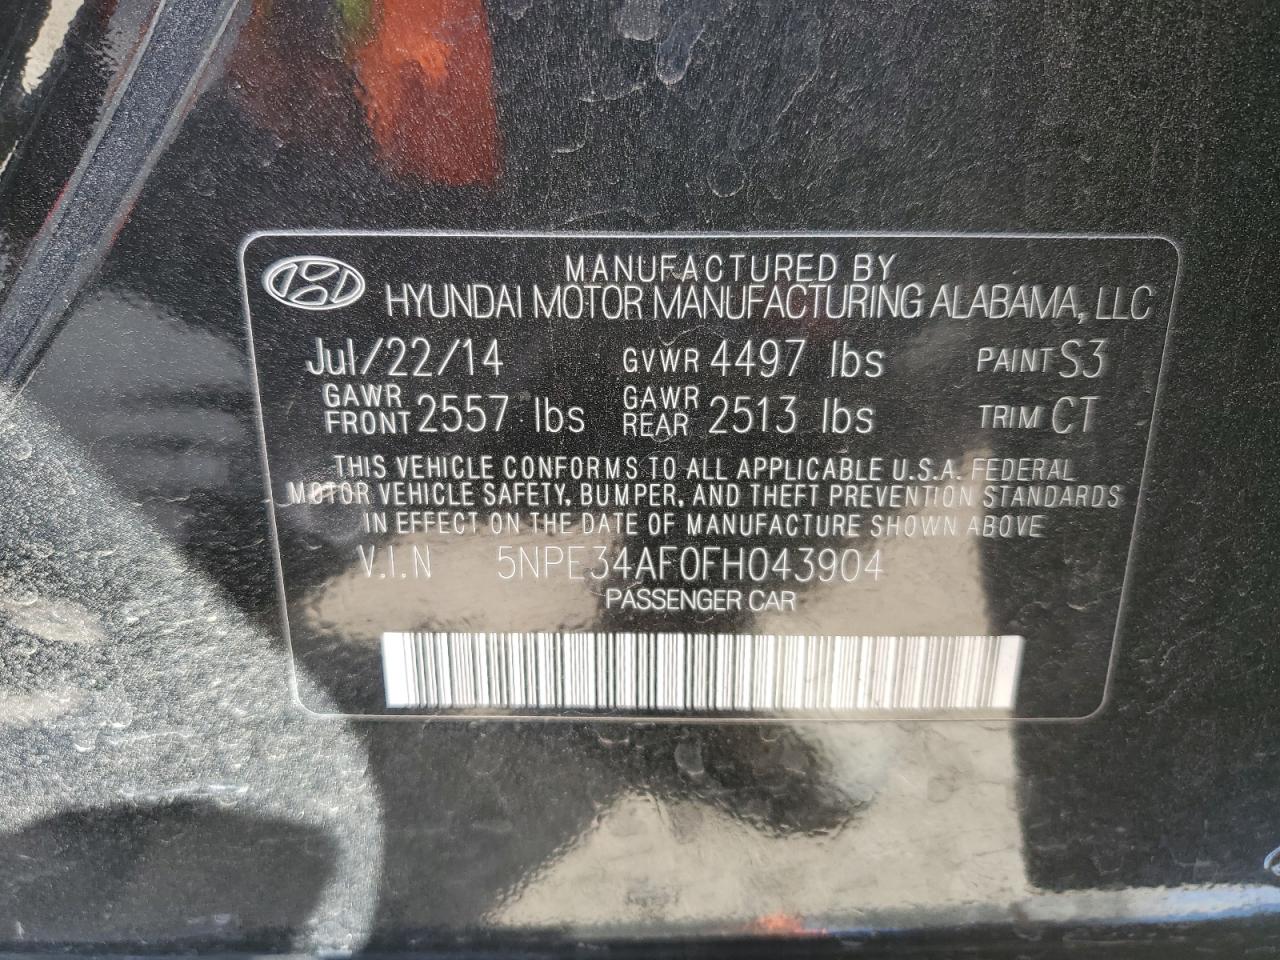 MANUFACTURED BY
HYUNDAI MOTOR MANUFACTURING ALABAMA, LLC
Jul/22/14 GVWR 4497 lbs PAINT S3
GAWR FRONT 2557 lbs GAWR REAR 2513 lbs TRIM CT
THIS VEHICLE CONFORMS TO ALL APPLICABLE U.S.A. FEDERAL
MOTOR VEHICLE SAFETY, BUMPER, AND THEFT PREVENTION STANDARDS
IN EFFECT ON THE DATE OF MANUFACTURE SHOWN ABOVE
V.I.N 5NPE34AF0FH043904
PASSENGER CAR